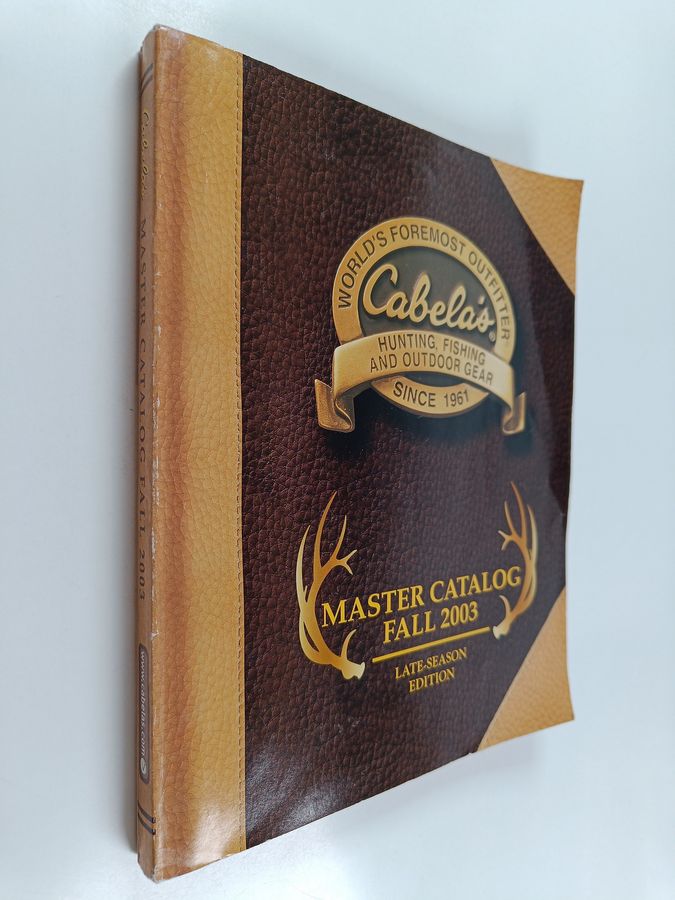 WORLD'S FOREMOST OUTFITTER
Cabela's®
HUNTING, FISHING
AND OUTDOOR GEAR
SINCE 1961
MASTER CATALOG
FALL 2003
LATE-SEASON
EDITION
Cabela's MASTER CATALOG FALL 2003
www.cabelas.com